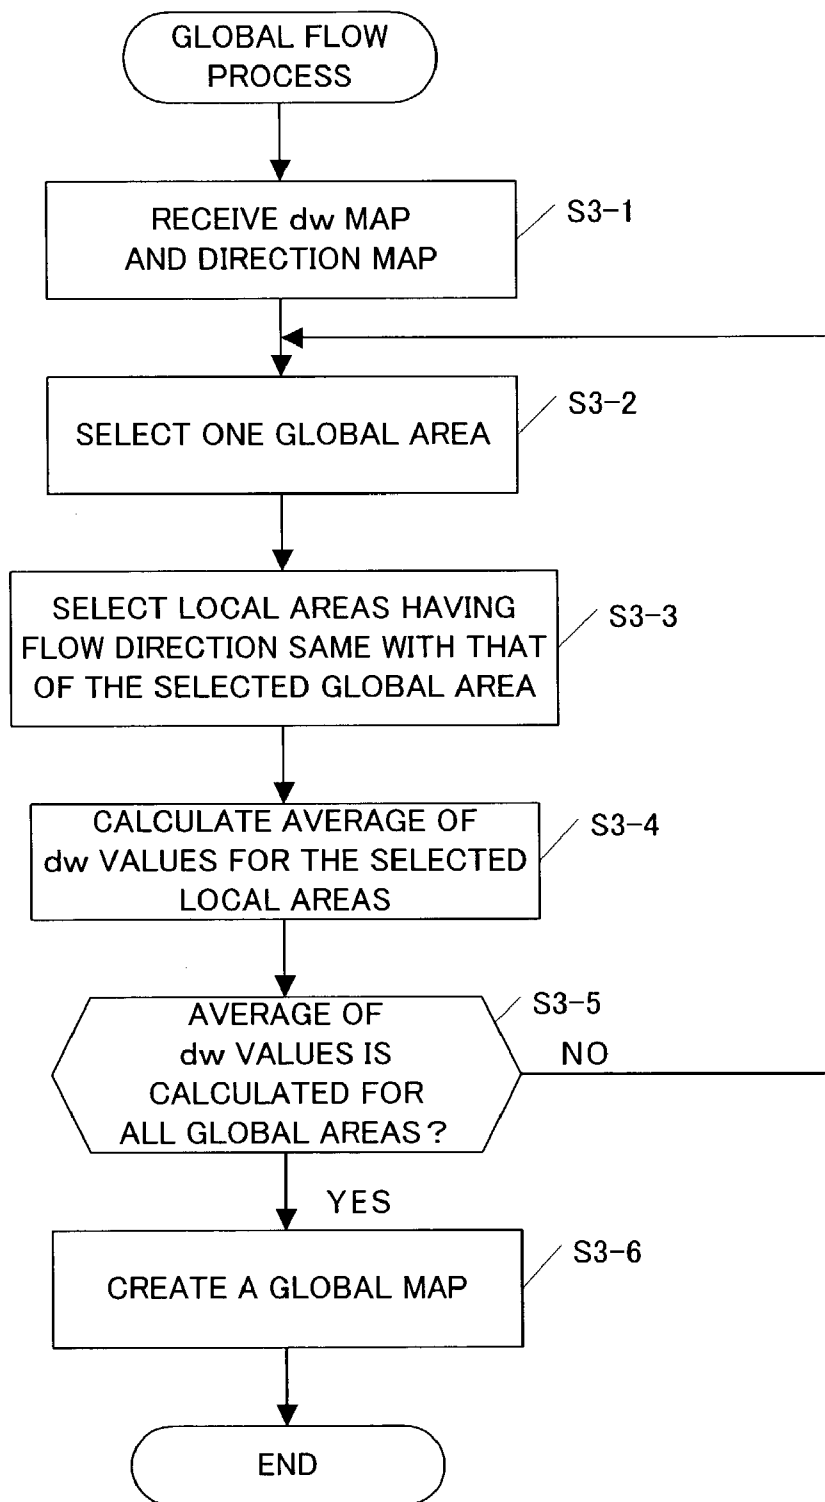 GLOBAL FLOW
PROCESS
RECEIVE dw MAP
AND DIRECTION MAP
S3-1
SELECT ONE GLOBAL AREA
S3-2
SELECT LOCAL AREAS HAVING
FLOW DIRECTION SAME WITH THAT
OF THE SELECTED GLOBAL AREA
S3-3
CALCULATE AVERAGE OF
dw VALUES FOR THE SELECTED
LOCAL AREAS
S3-4
AVERAGE OF
dw VALUES IS
CALCULATED FOR
ALL GLOBAL AREAS?
S3-5
NO
YES
CREATE A GLOBAL MAP
S3-6
END